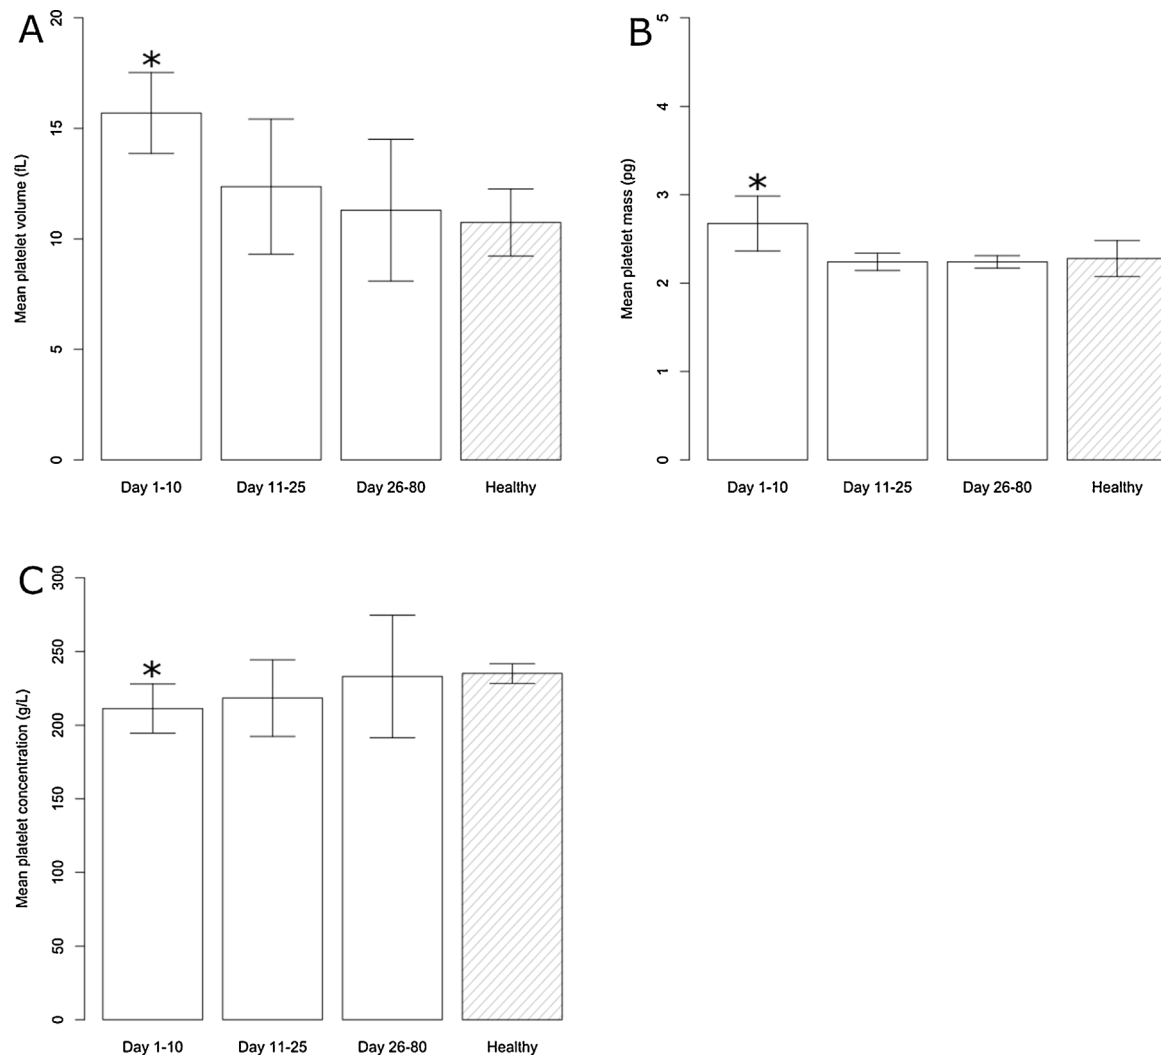 A
Mean platelet volume (fL)
20
15
10
5
0
*
Day 1-10 Day 11-25 Day 26-80 Healthy
B
Mean platelet mass (pg)
5
4
3
2
1
0
*
Day 1-10 Day 11-25 Day 26-80 Healthy
C
Mean platelet concentration (g/L)
300
250
200
150
100
50
0
*
Day 1-10 Day 11-25 Day 26-80 Healthy